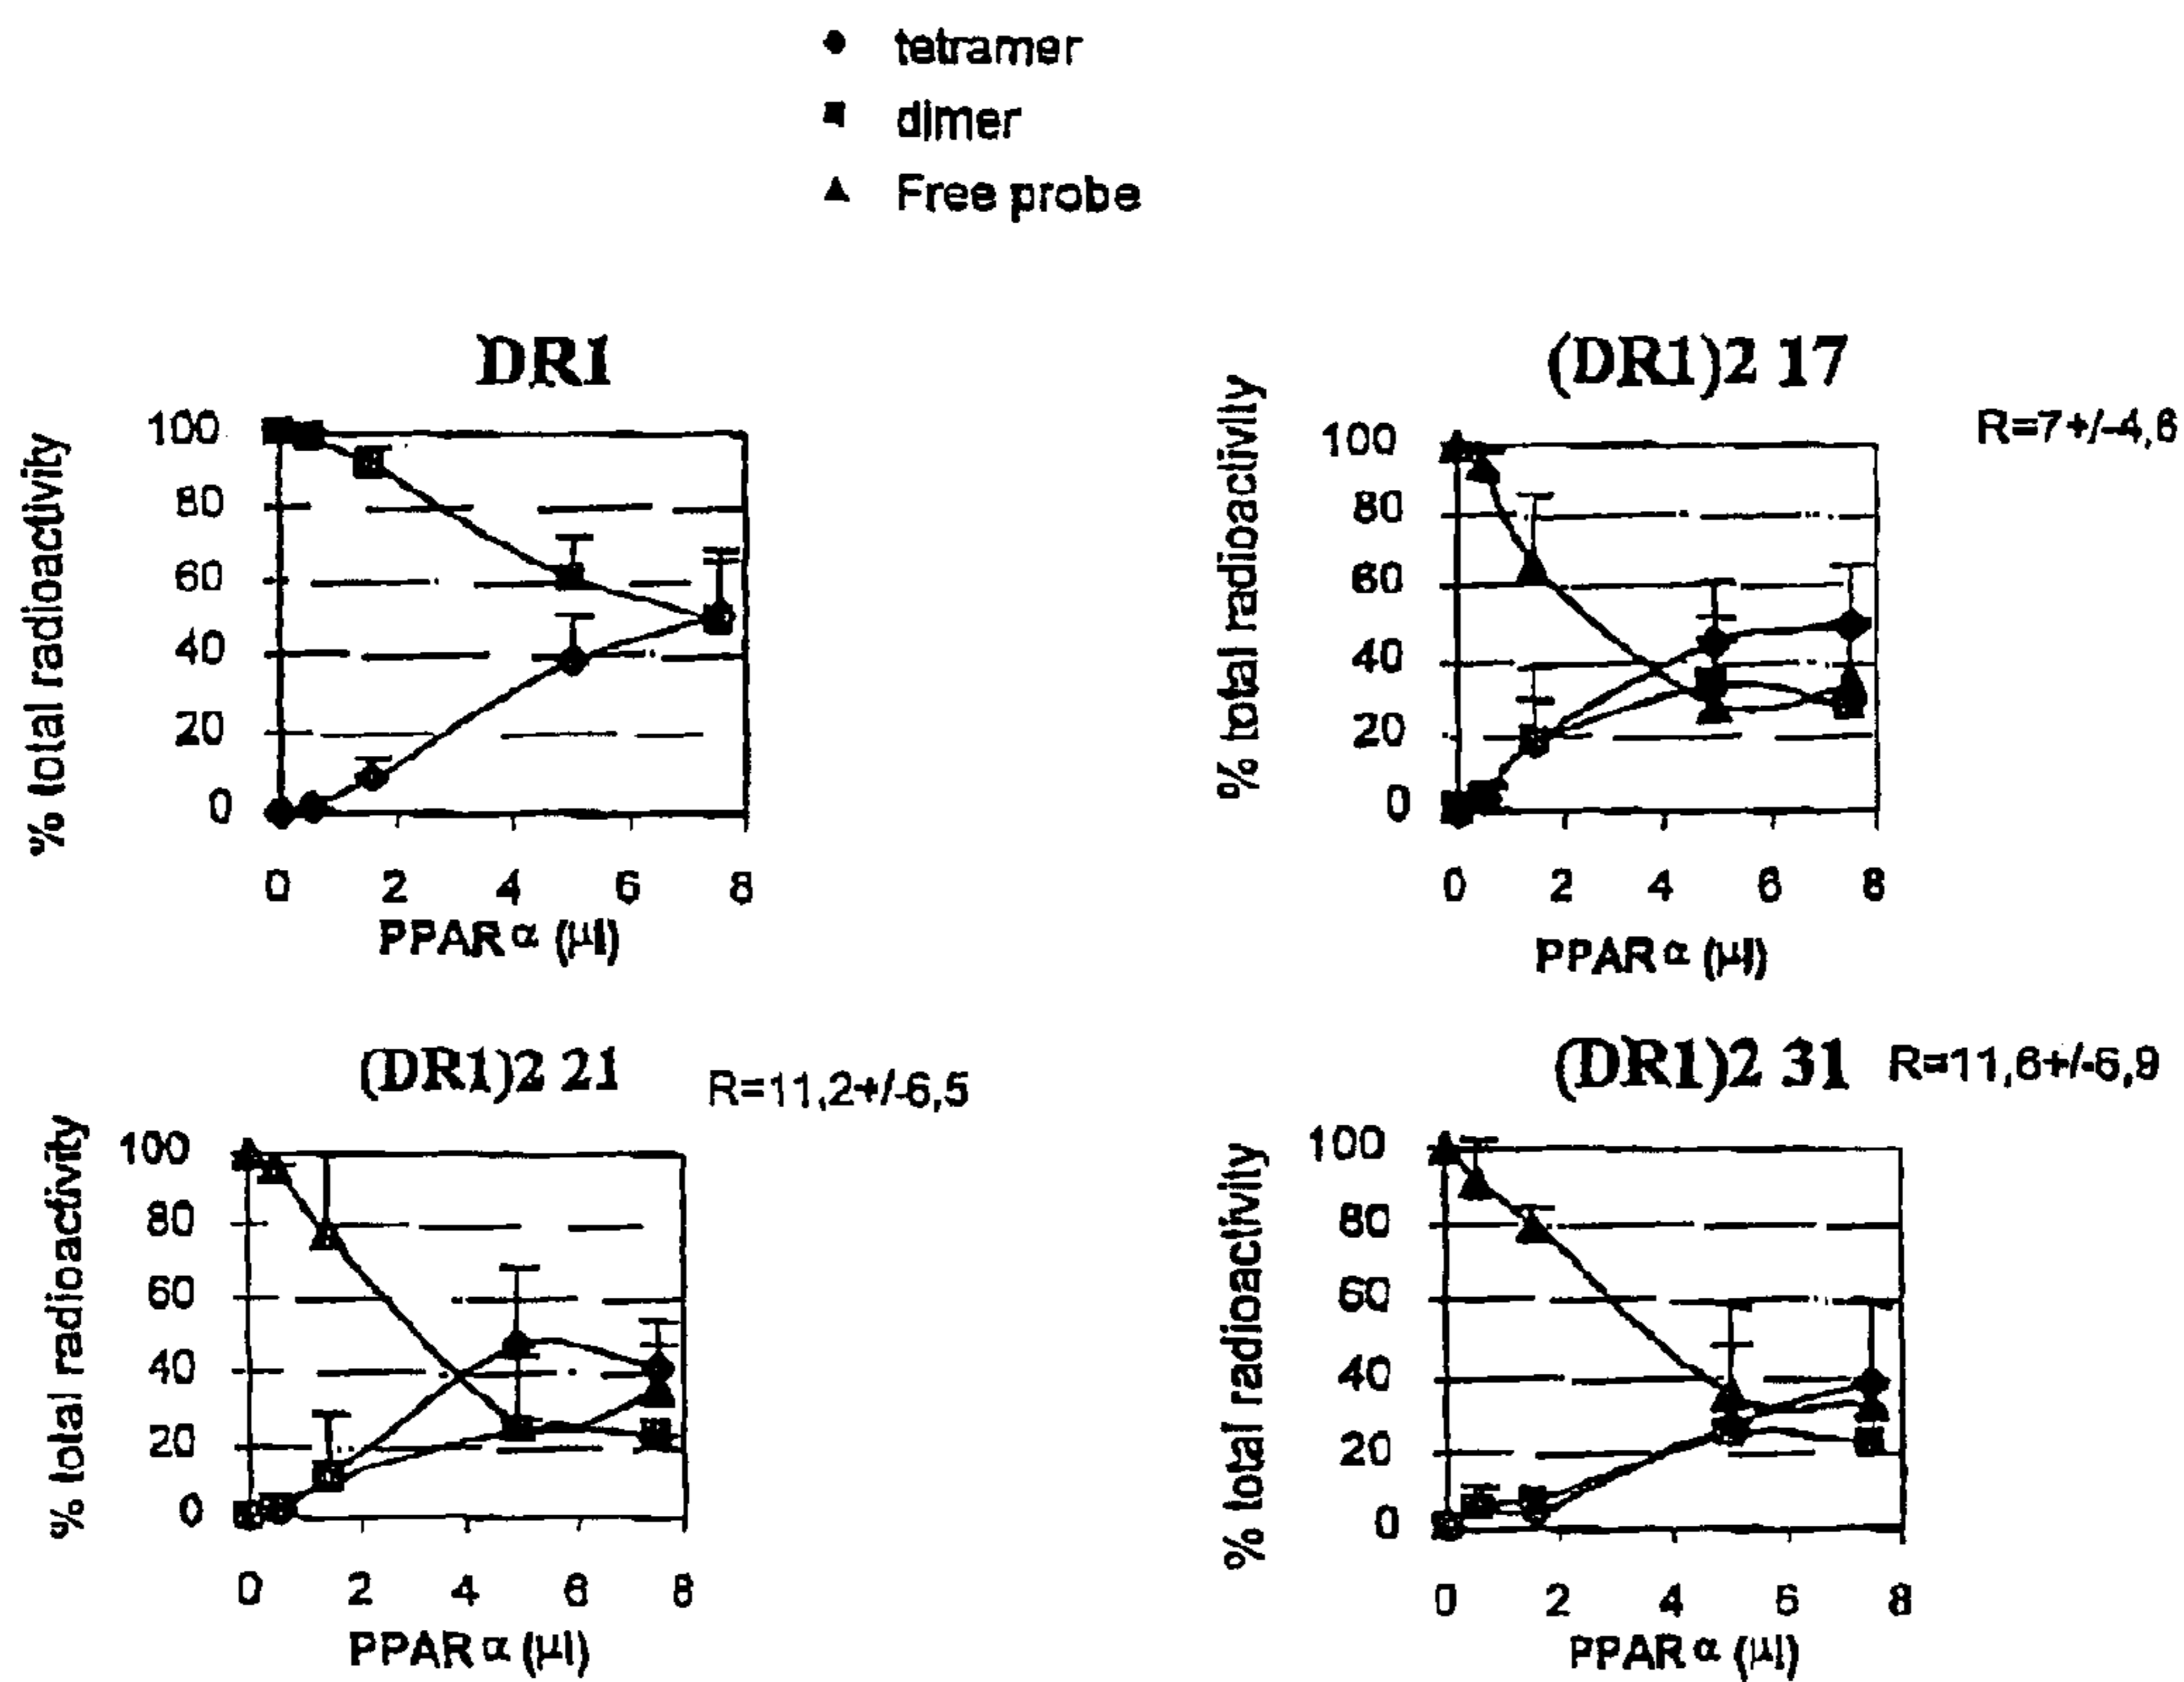 tetramer
dimer
Free probe
DR1
% total radioactivity
100
80
60
40
20
0
0 2 4 6 8
PPAR α (µl)
(DR1)2 17
R=7+/-4,6
% total radioactivity
100
80
60
40
20
0
0 2 4 6 8
PPAR α (µl)
(DR1)2 21
R=11,2+/-6,5
% total radioactivity
100
80
60
40
20
0
0 2 4 6 8
PPAR α (µl)
(DR1)2 31
R=11,6+/-6,9
% total radioactivity
100
80
60
40
20
0
0 2 4 6 8
PPAR α (µl)